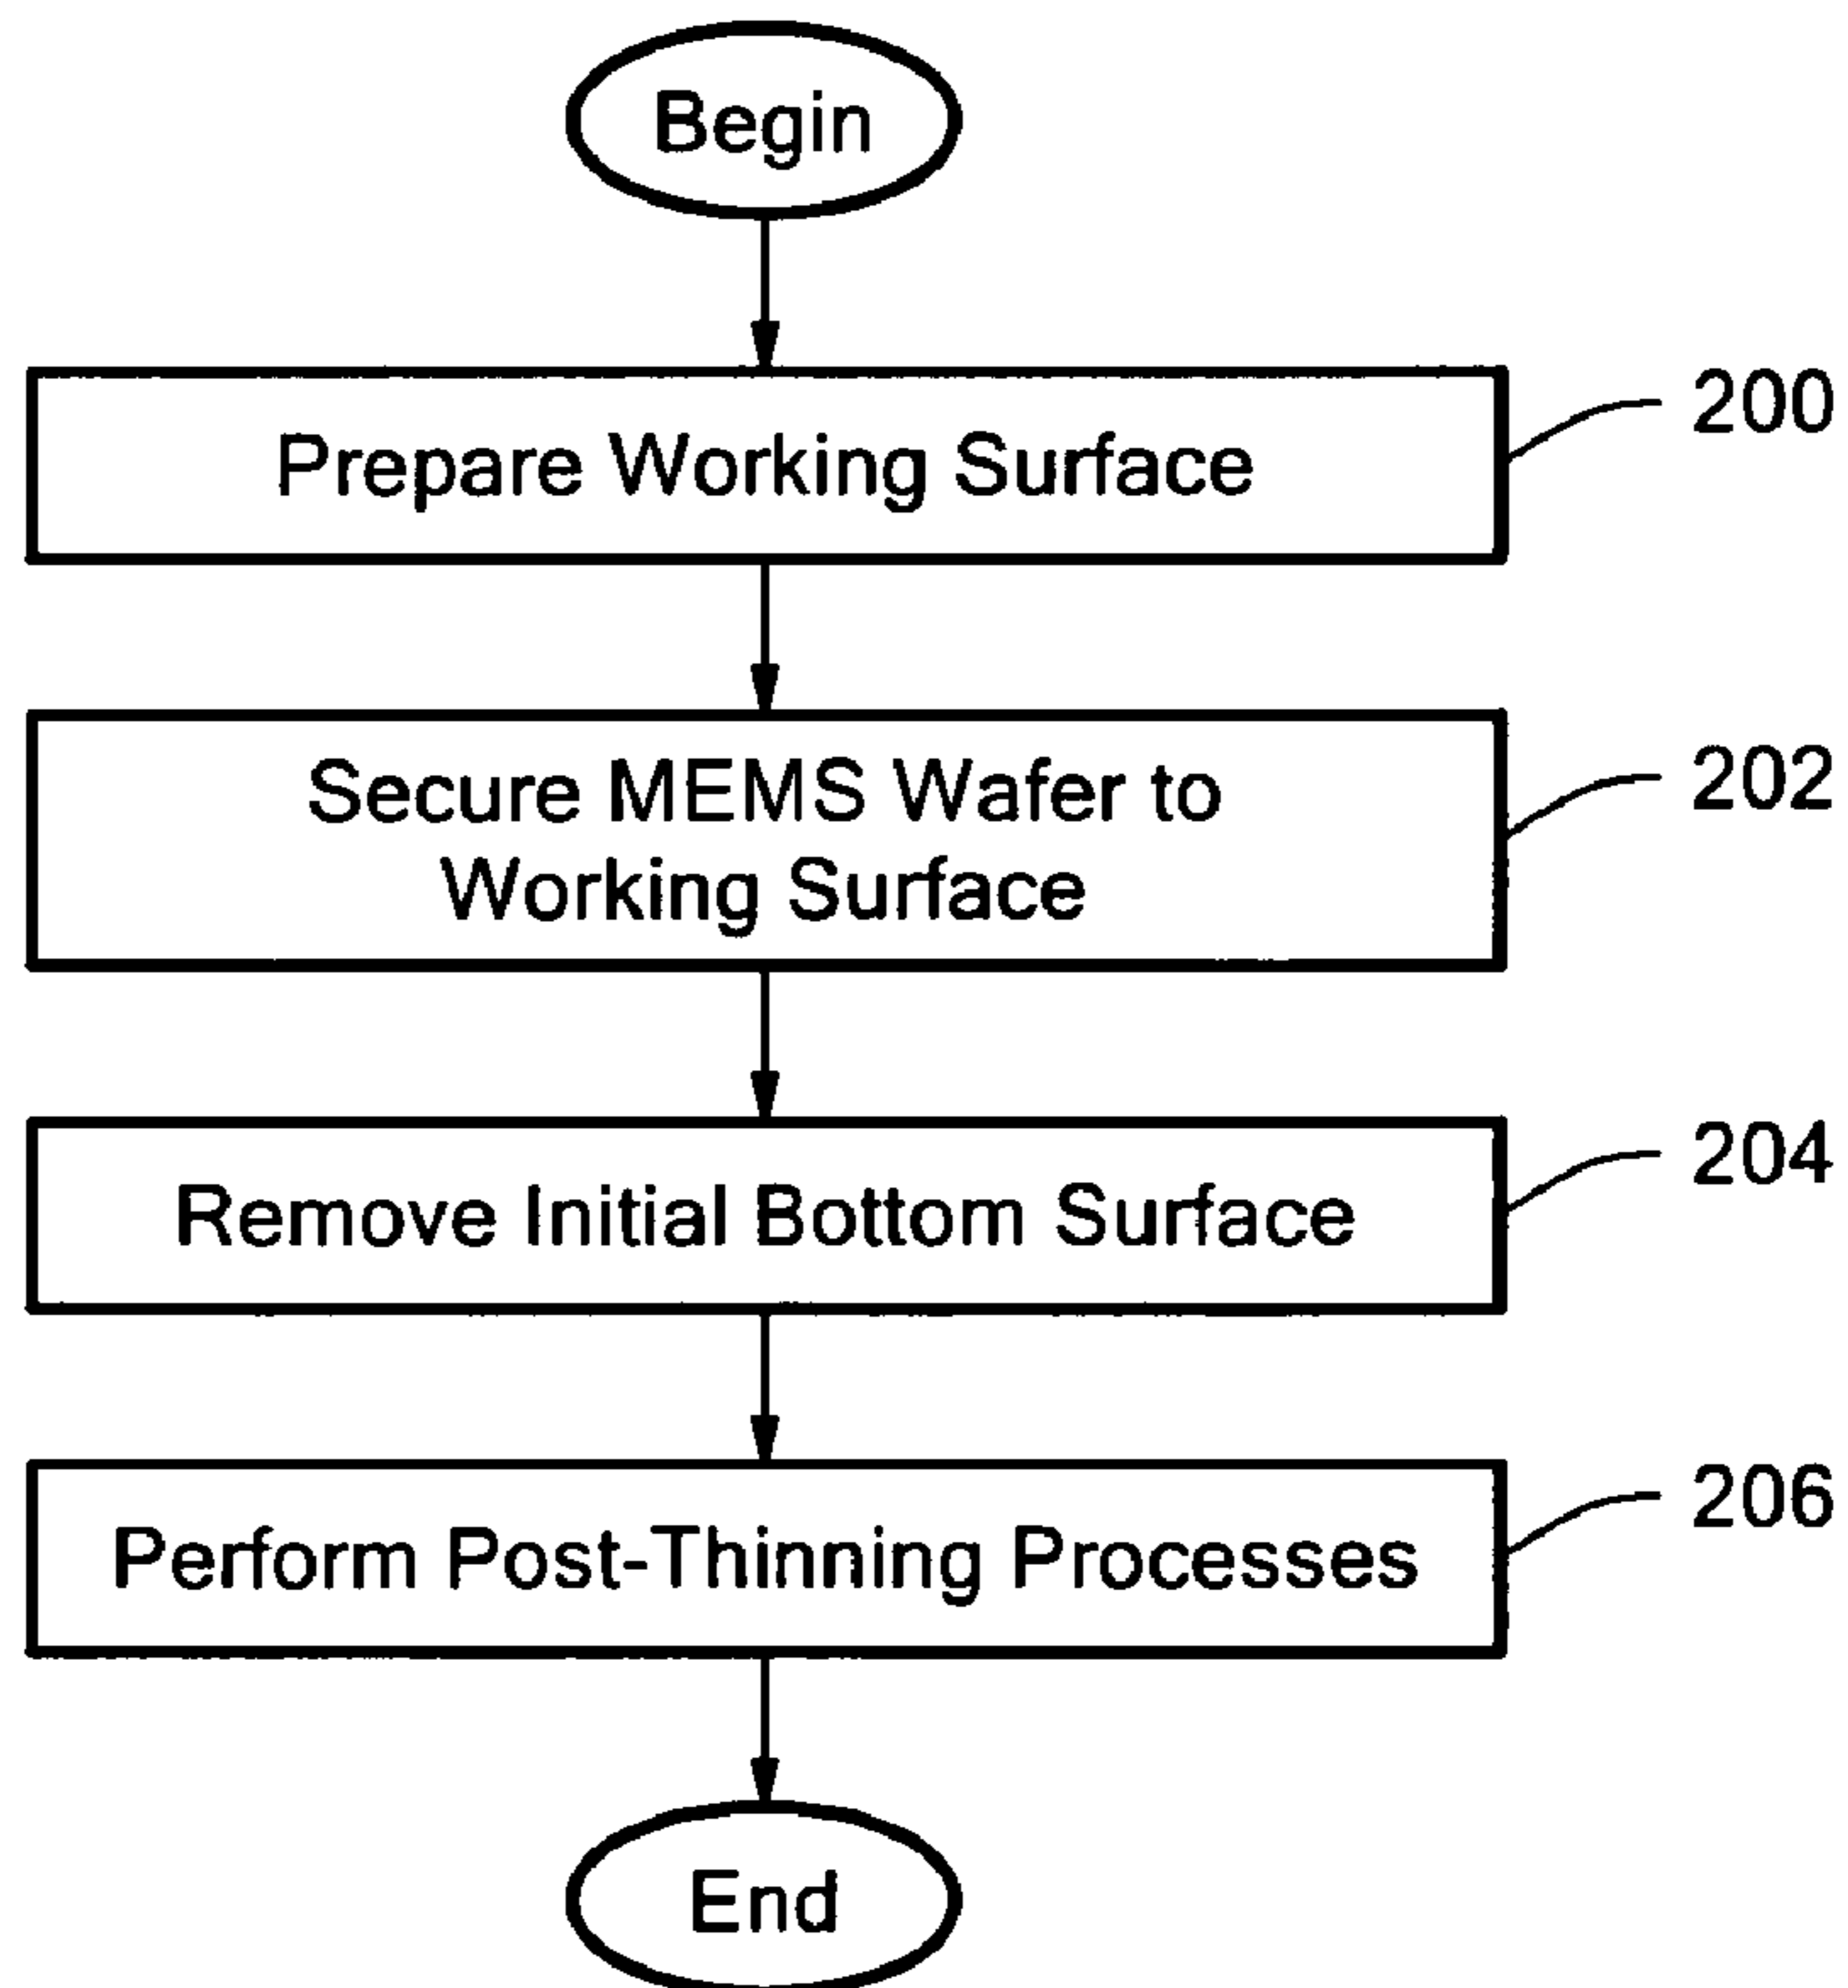 Begin
Prepare Working Surface
200
Secure MEMS Wafer to
Working Surface
202
Remove Initial Bottom Surface
204
Perform Post-Thinning Processes
206
End